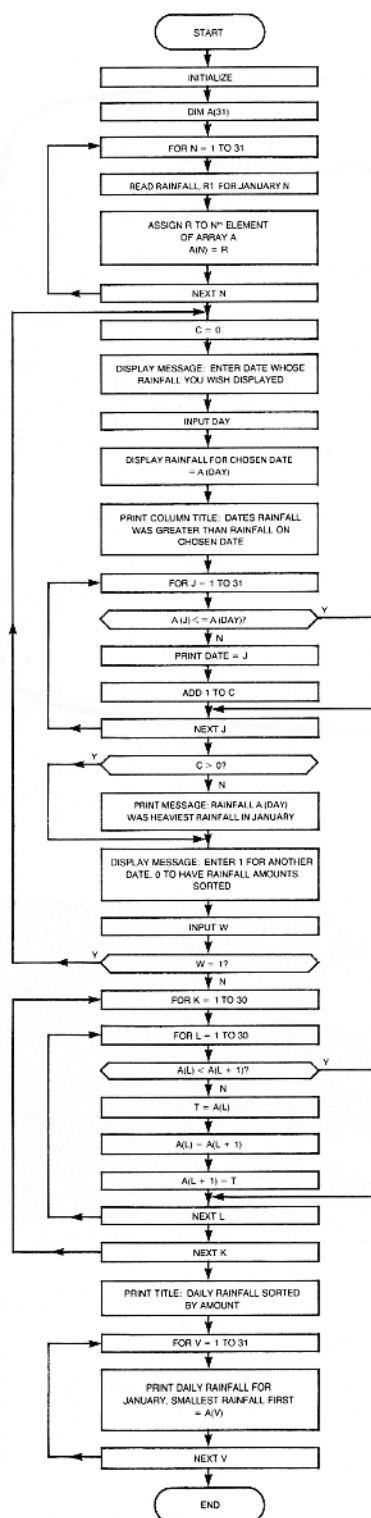 START
INITIALIZE
DIM A(31)
FOR N = 1 TO 31
READ RAINFALL, R1 FOR JANUARY N
ASSIGN R TO Nth ELEMENT
OF ARRAY A
A(N) = R
NEXT N
C = 0
DISPLAY MESSAGE: ENTER DATE WHOSE
RAINFALL YOU WISH DISPLAYED
INPUT DAY
DISPLAY RAINFALL FOR CHOSEN DATE
= A (DAY)
PRINT COLUMN TITLE: DATES RAINFALL
WAS GREATER THAN RAINFALL ON
CHOSEN DATE
FOR J = 1 TO 31
A (J) < = A (DAY)?
Y
N
PRINT DATE = J
ADD 1 TO C
NEXT J
Y
C > 0?
N
PRINT MESSAGE: RAINFALL A (DAY)
WAS HEAVIEST RAINFALL IN JANUARY
DISPLAY MESSAGE: ENTER 1 FOR ANOTHER
DATE, 0 TO HAVE RAINFALL AMOUNTS
SORTED
INPUT W
Y
W = 1?
N
FOR K = 1 TO 30
FOR L = 1 TO 30
A(L) < A(L + 1)?
Y
N
T = A(L)
A(L) = A(L + 1)
A(L + 1) = T
NEXT L
NEXT K
PRINT TITLE: DAILY RAINFALL SORTED
BY AMOUNT
FOR V = 1 TO 31
PRINT DAILY RAINFALL FOR
JANUARY, SMALLEST RAINFALL FIRST
= A(V)
NEXT V
END